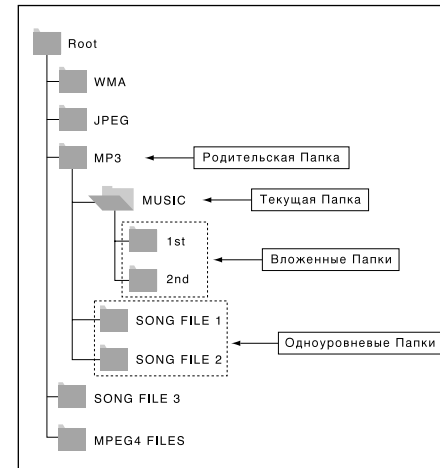 Root
WMA
JPEG
MP3
Родительская Папка
MUSIC
Текущая Папка
1st
Вложенные Папки
2nd
SONG FILE 1
Одноуровневые Папки
SONG FILE 2
SONG FILE 3
MPEG4 FILES